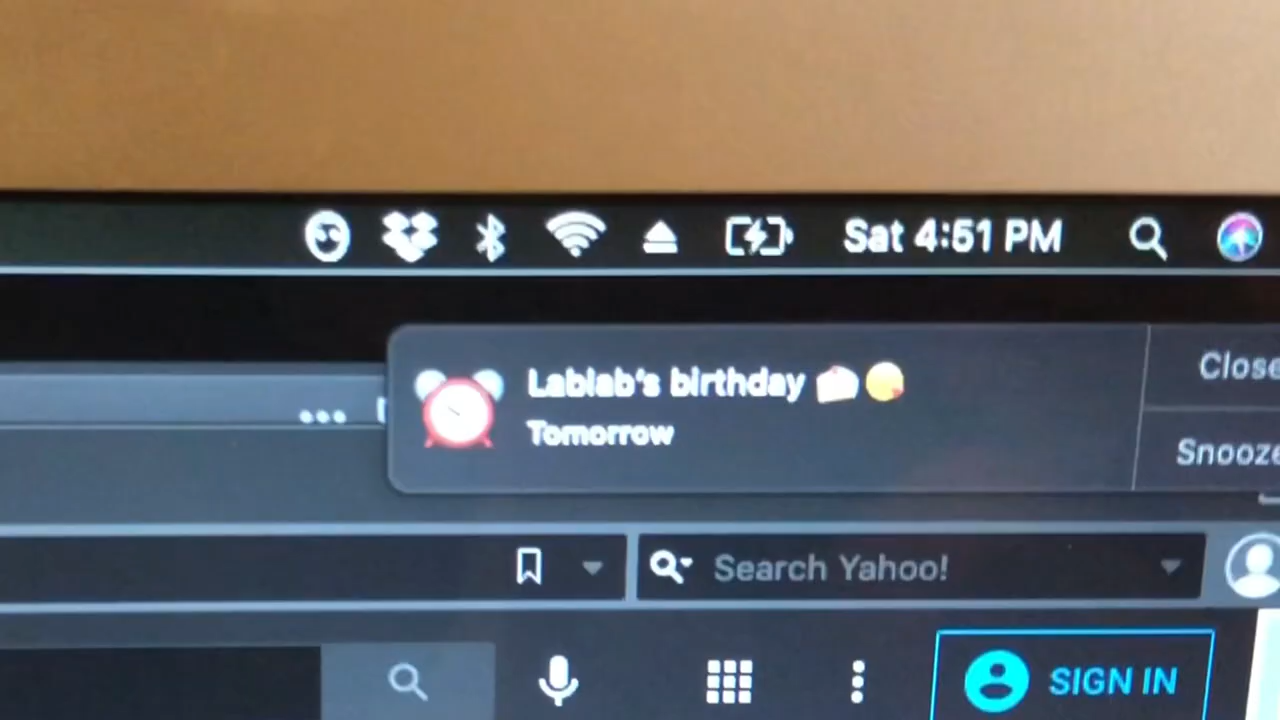 Sat 4:51 PM
Lablab's birthday 🍰😘
Tomorrow
Close
Snooze
Search Yahoo!
SIGN IN